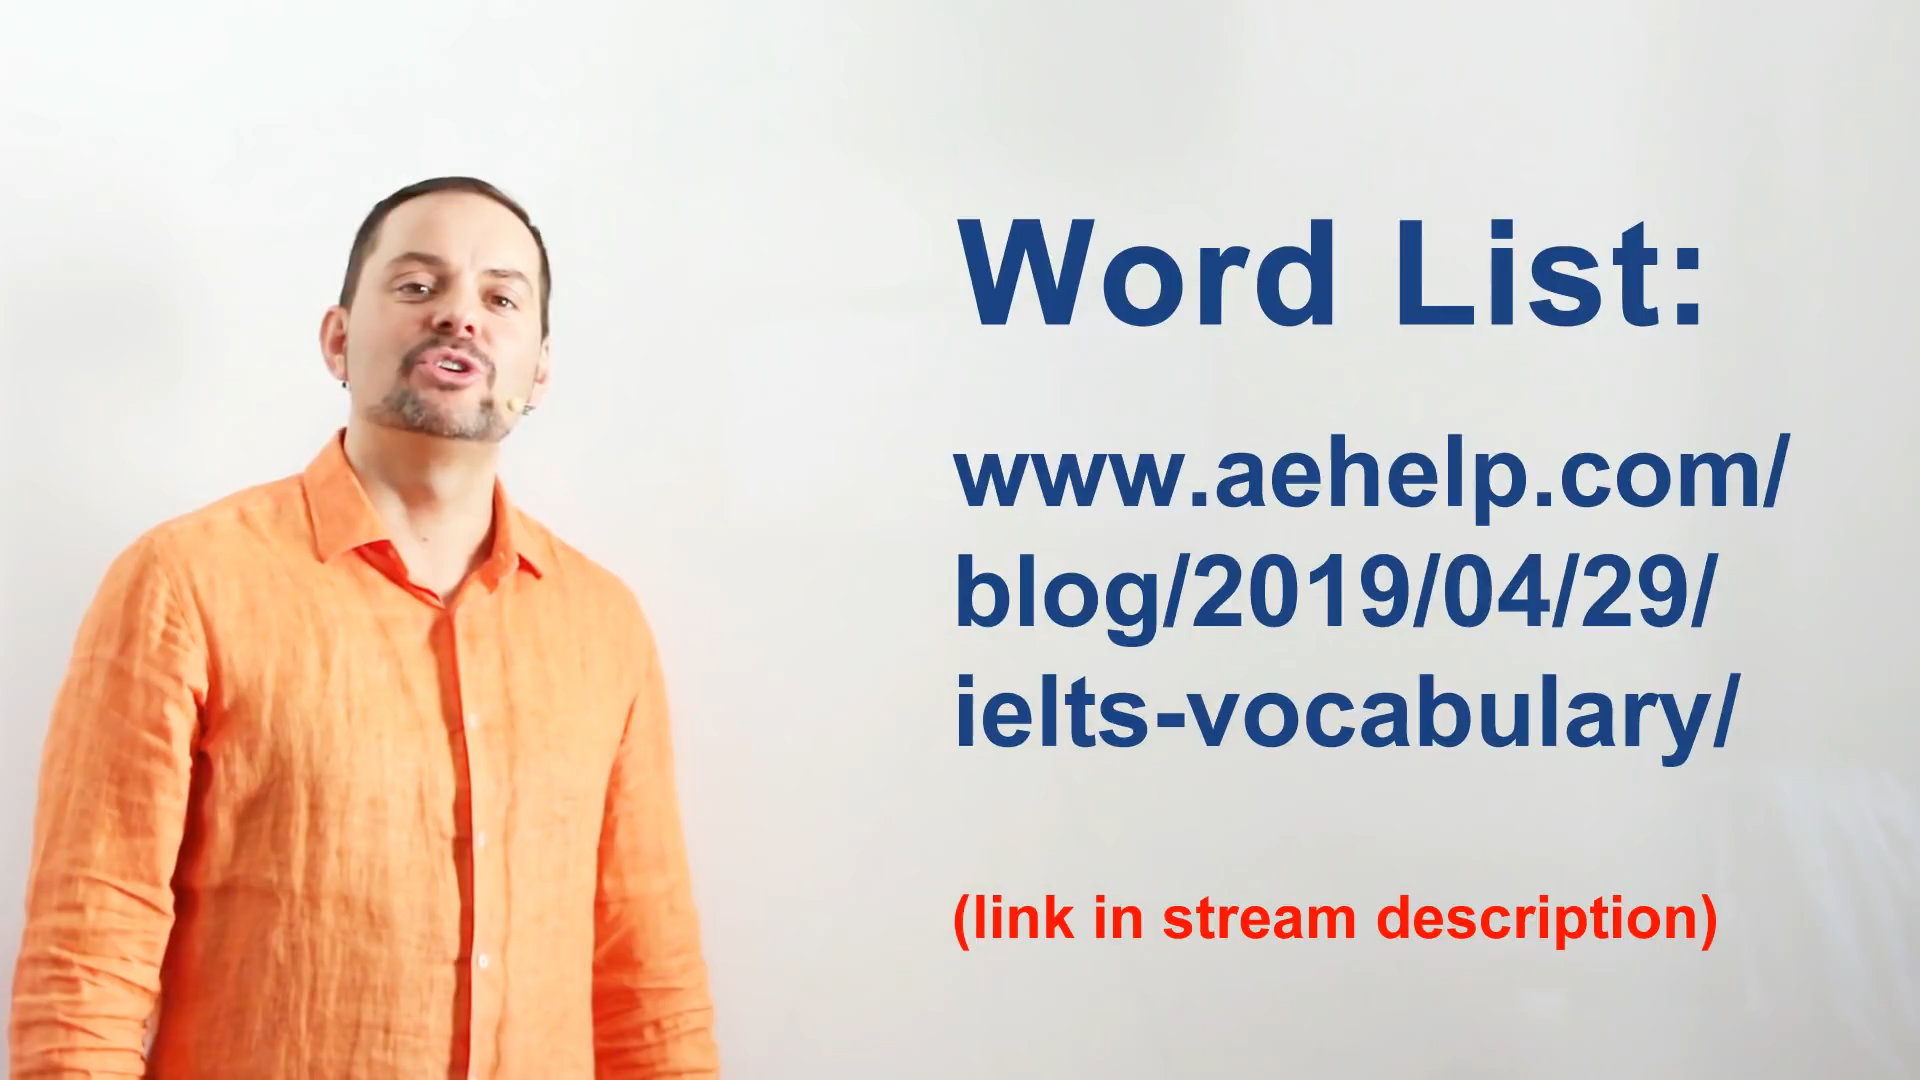 Word List:
www.aehelp.com/
blog/2019/04/29/
ielts-vocabulary/
(link in stream description)